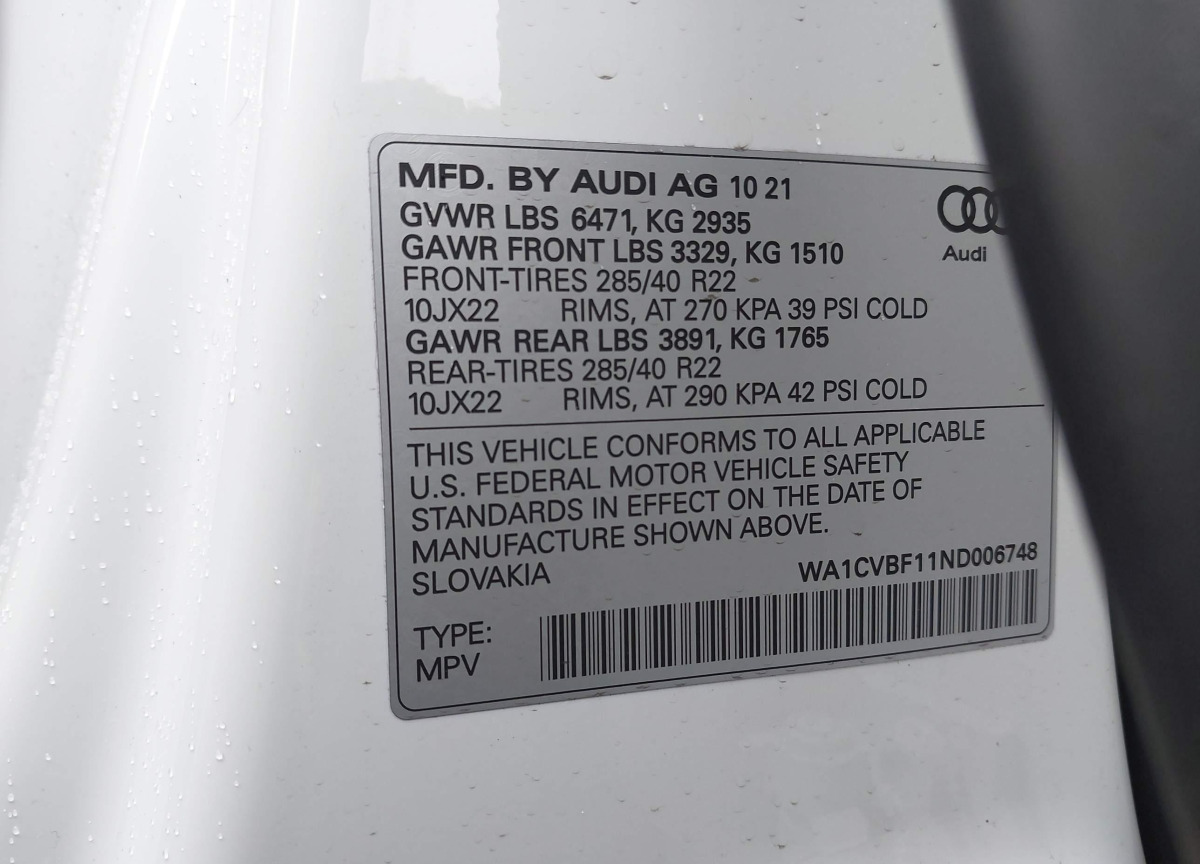 MFD. BY AUDI AG 10 21
GVWR LBS 6471, KG 2935
GAWR FRONT LBS 3329, KG 1510
FRONT-TIRES 285/40 R22
10JX22 RIMS, AT 270 KPA 39 PSI COLD
GAWR REAR LBS 3891, KG 1765
REAR-TIRES 285/40 R22
10JX22 RIMS, AT 290 KPA 42 PSI COLD
Audi
THIS VEHICLE CONFORMS TO ALL APPLICABLE
U.S. FEDERAL MOTOR VEHICLE SAFETY
STANDARDS IN EFFECT ON THE DATE OF
MANUFACTURE SHOWN ABOVE.
SLOVAKIA
WA1CVBF11ND006748
TYPE:
MPV